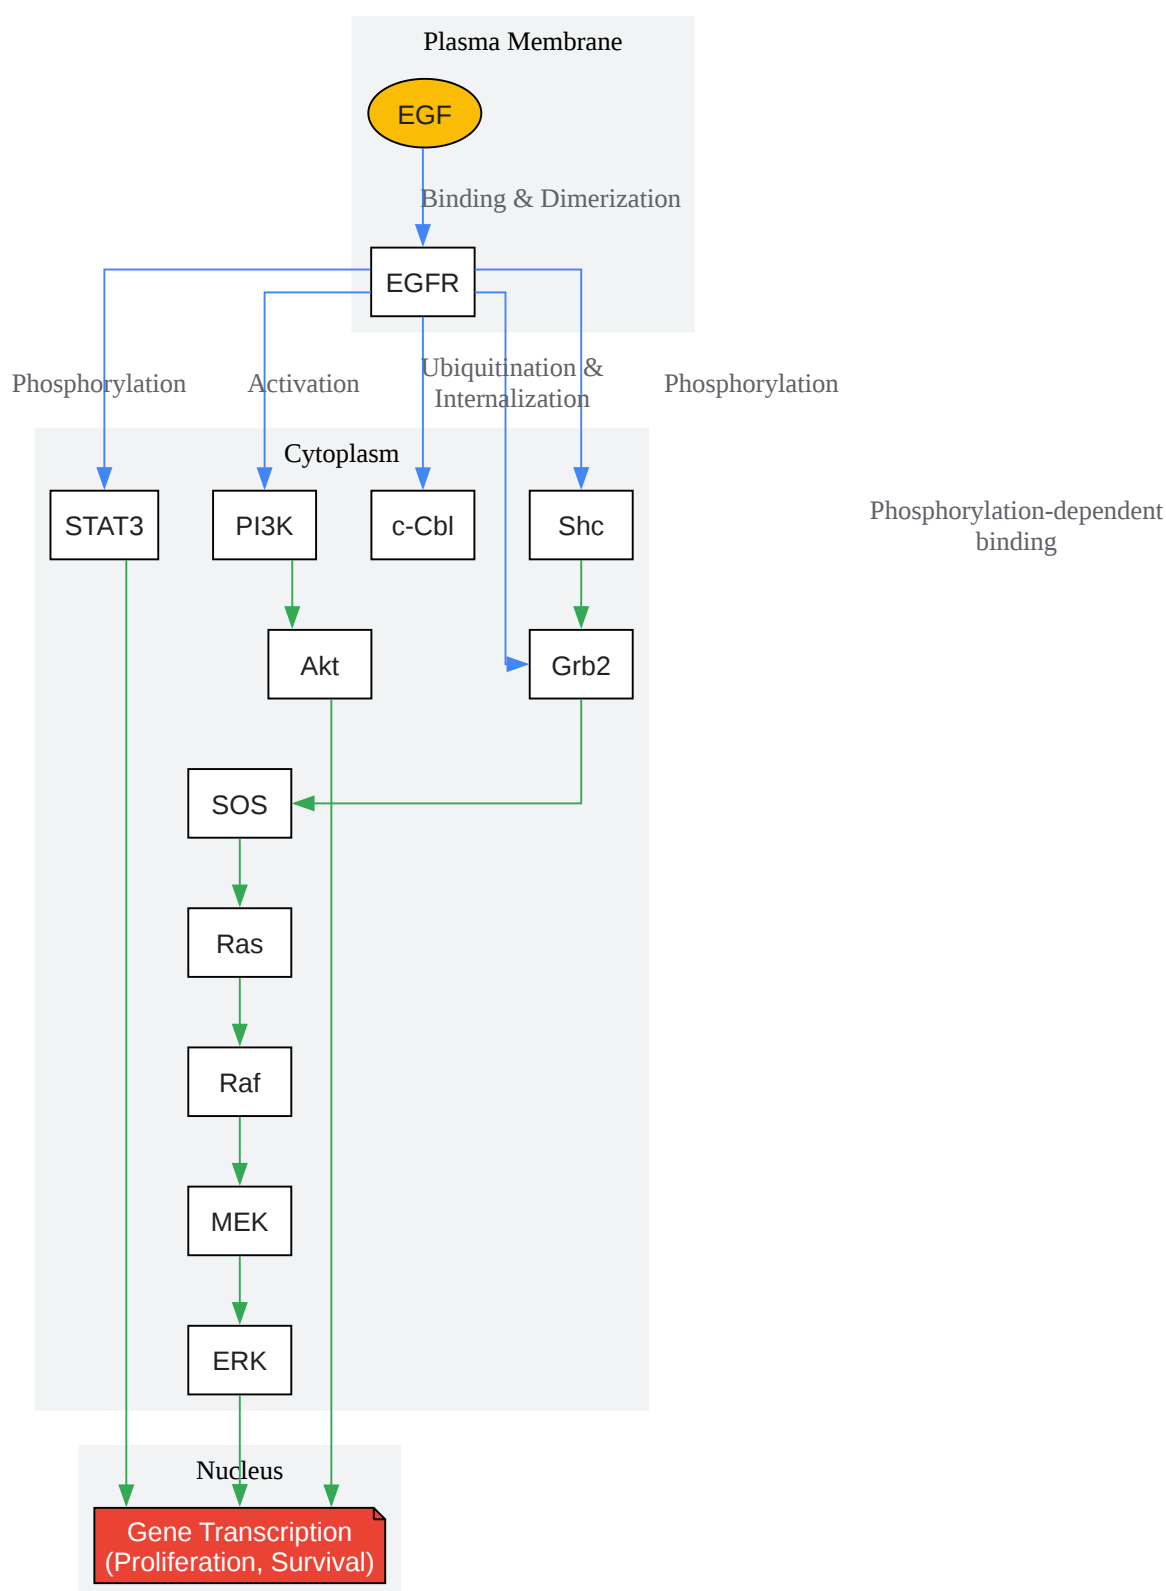 Plasma Membrane
EGF
Binding & Dimerization
EGFR
Phosphorylation
Activation
Ubiquitination &
Internalization
Phosphorylation
Cytoplasm
STAT3
PI3K
c-Cbl
Shc
Phosphorylation-dependent
binding
Akt
Grb2
SOS
Ras
Raf
MEK
ERK
Nucleus
Gene Transcription
(Proliferation, Survival)